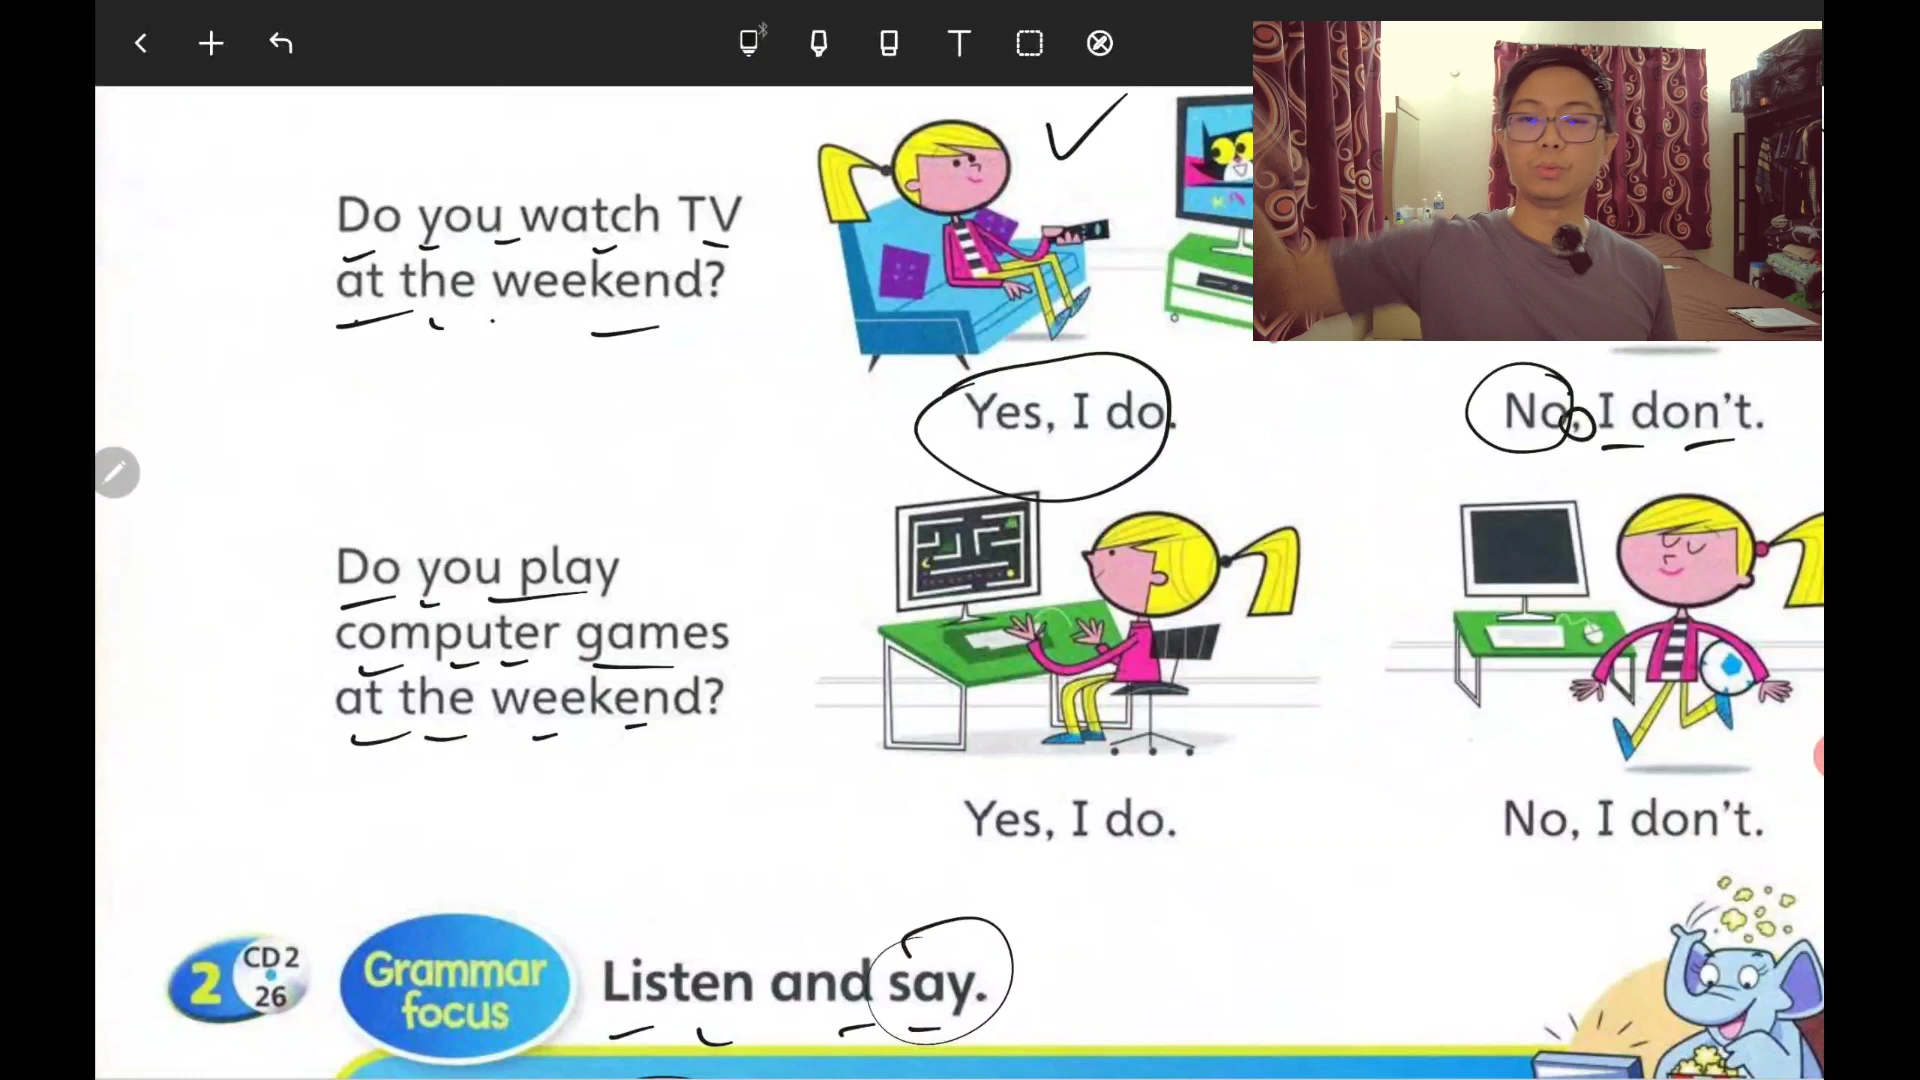 Do you watch TV
at the weekend?
Yes, I do.
No, I don't.
Do you play
computer games
at the weekend?
Yes, I do.
No, I don't.
2
CD 2
26
Grammar
focus
Listen and say.